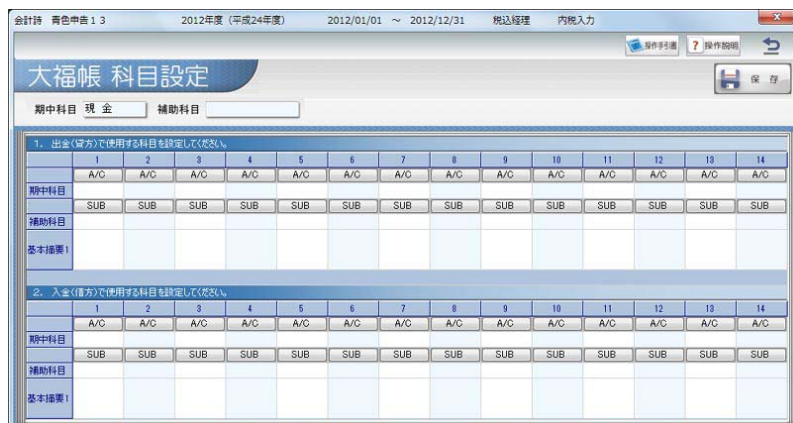 会計詩 青色申告13 2012年度（平成24年度） 2012/01/01 ～ 2012/12/31 税込経理 内税入力
操作手引書 ? 操作説明
大福帳 科目設定
保 存
期中科目 現 金 補助科目
1. 出金(貸方)で使用する科目を設定してください。
1 2 3 4 5 6 7 8 9 10 11 12 13 14
A/C A/C A/C A/C A/C A/C A/C A/C A/C A/C A/C A/C A/C A/C
期中科目
SUB SUB SUB SUB SUB SUB SUB SUB SUB SUB SUB SUB SUB SUB
補助科目
基本摘要1
2. 入金(借方)で使用する科目を設定してください。
1 2 3 4 5 6 7 8 9 10 11 12 13 14
A/C A/C A/C A/C A/C A/C A/C A/C A/C A/C A/C A/C A/C A/C
期中科目
SUB SUB SUB SUB SUB SUB SUB SUB SUB SUB SUB SUB SUB SUB
補助科目
基本摘要1